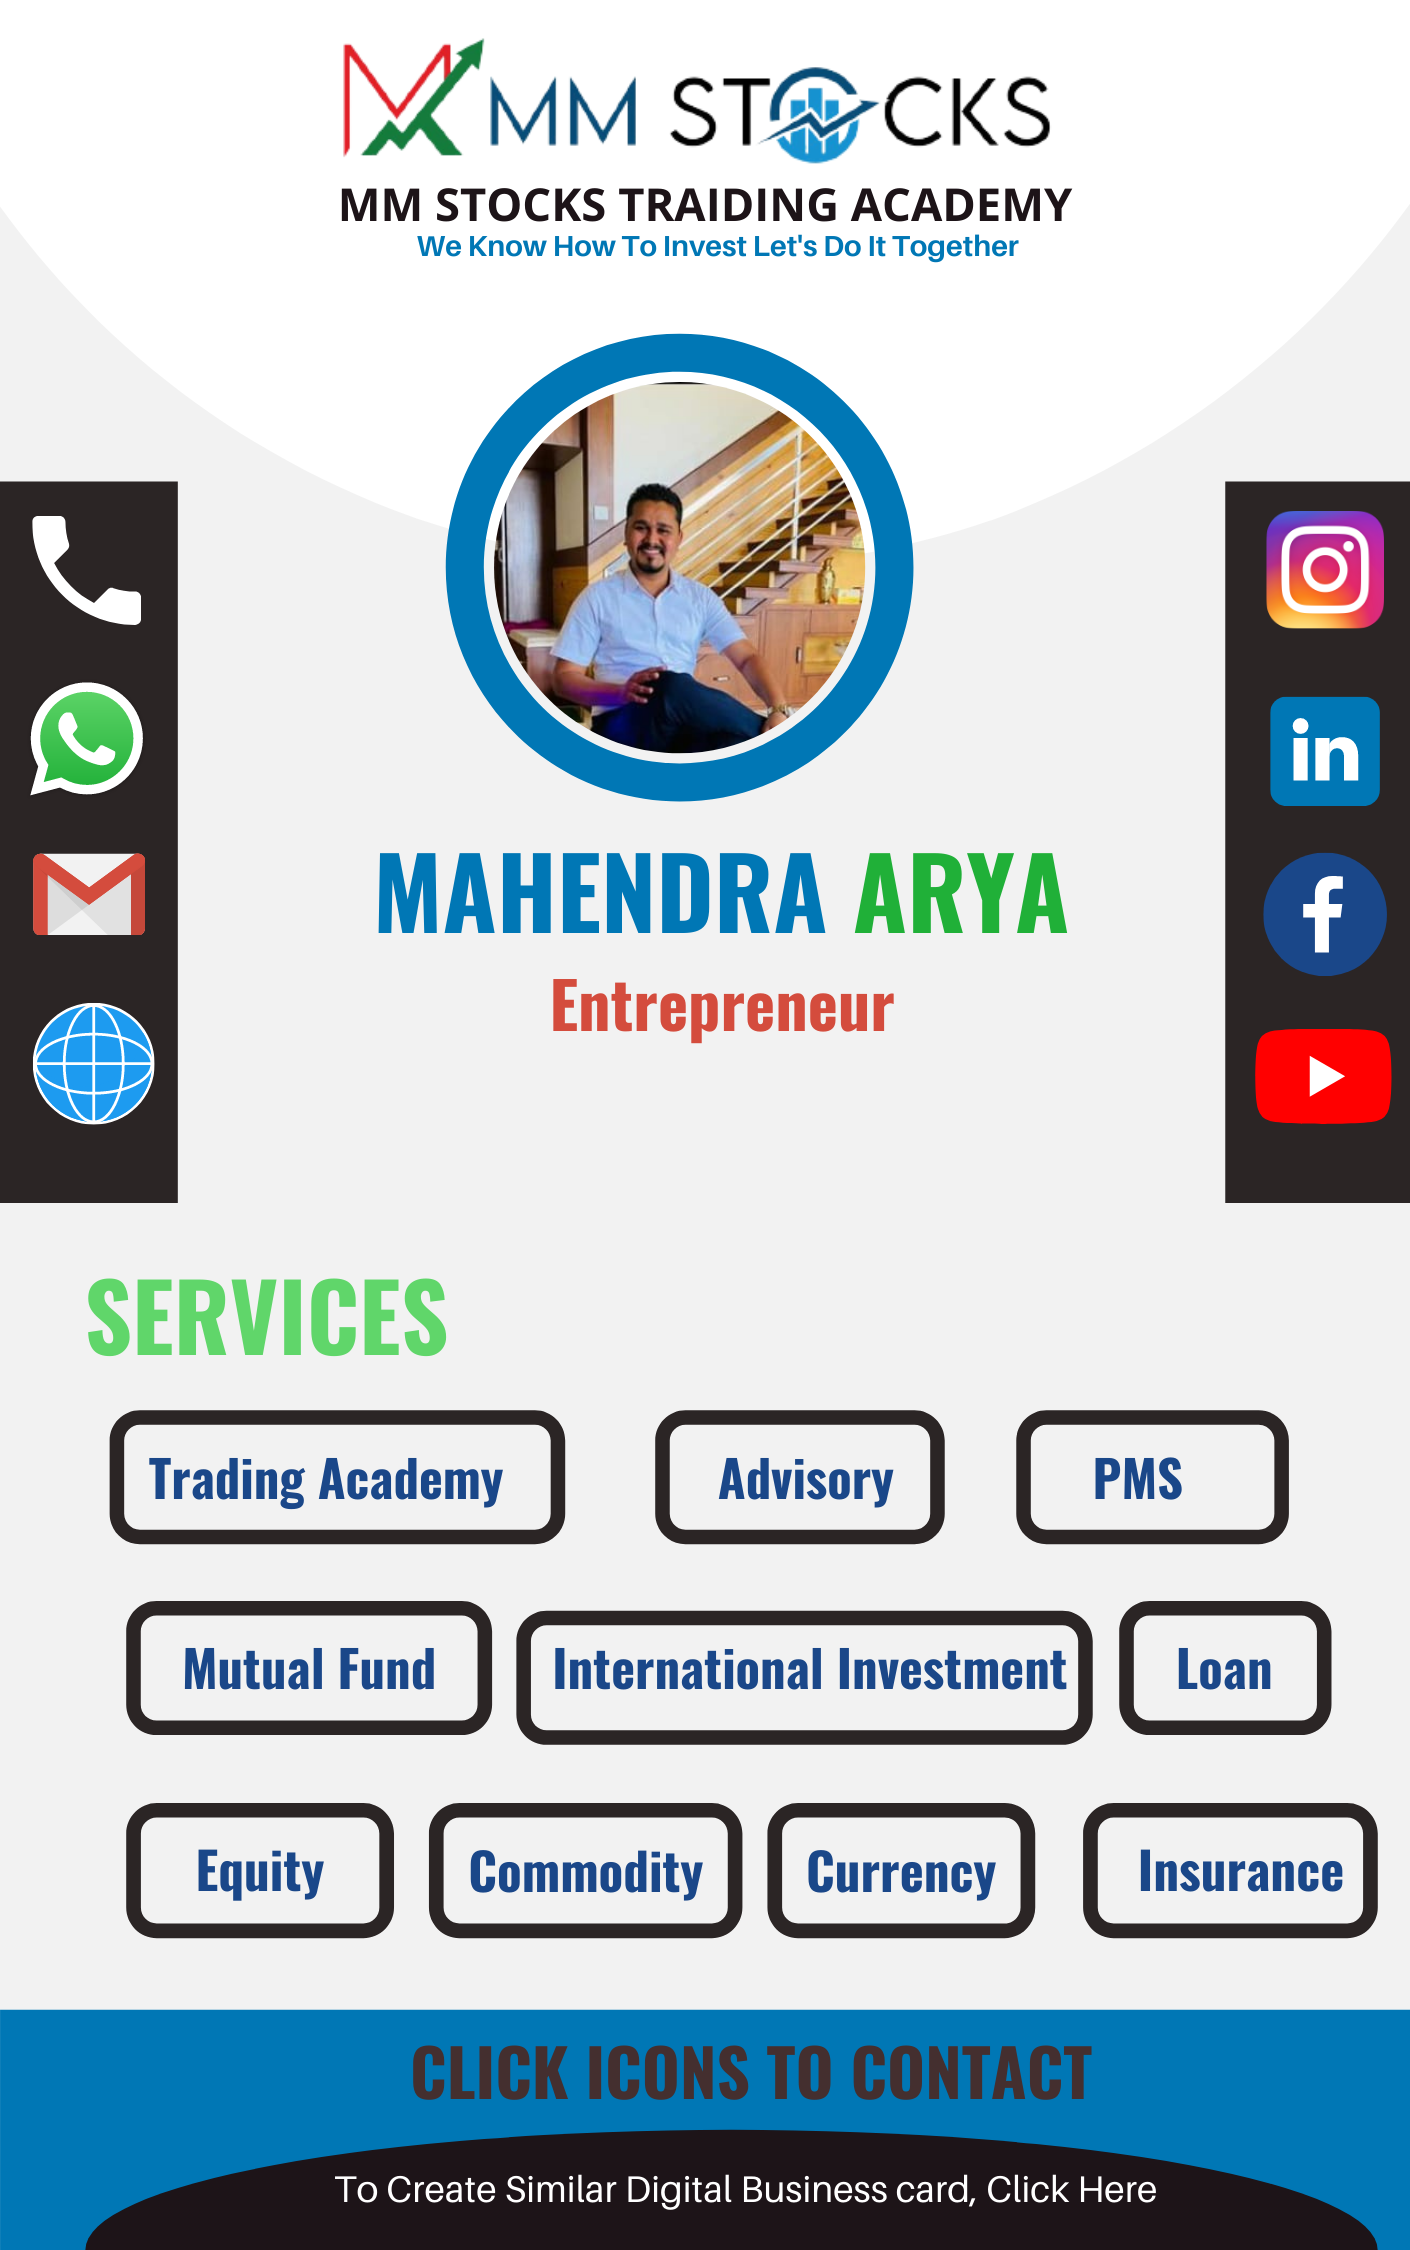 MM STOCKS
MM STOCKS TRAIDING ACADEMY
We Know How To Invest Let's Do It Together
in
f
MAHENDRA ARYA
Entrepreneur
SERVICES
Trading Academy
Advisory
PMS
Mutual Fund
International Investment
Loan
Equity
Commodity
Currency
Insurance
CLICK ICONS TO CONTACT
To Create Similar Digital Business card, Click Here